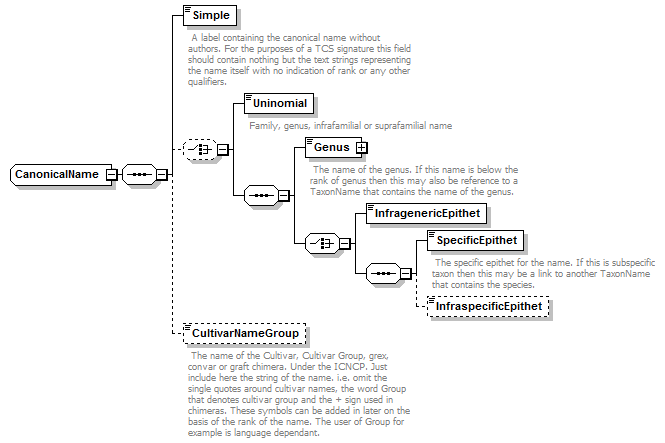 Simple
A label containing the canonical name without
authors. For the purposes of a TCS signature this field
should contain nothing but the text strings representing
the name itself with no indication of rank or any other
qualifiers.
Uninomial
Family, genus, infrafamilial or suprafamilial name
Genus
The name of the genus. If this name is below the
rank of genus then this may also be reference to a
TaxonName that contains the name of the genus.
CanonicalName
InfragenericEpithet
SpecificEpithet
The specific epithet for the name. If this is subspecific
taxon then this may be a link to another TaxonName
that contains the species.
InfraspecificEpithet
CultivarNameGroup
The name of the Cultivar, Cultivar Group, grex,
convar or graft chimera. Under the ICNCP. Just
include here the string of the name. i.e. omit the
single quotes around cultivar names, the word Group
that denotes cultivar group and the + sign used in
chimeras. These symbols can be added in later on the
basis of the rank of the name. The user of Group for
example is language dependant.